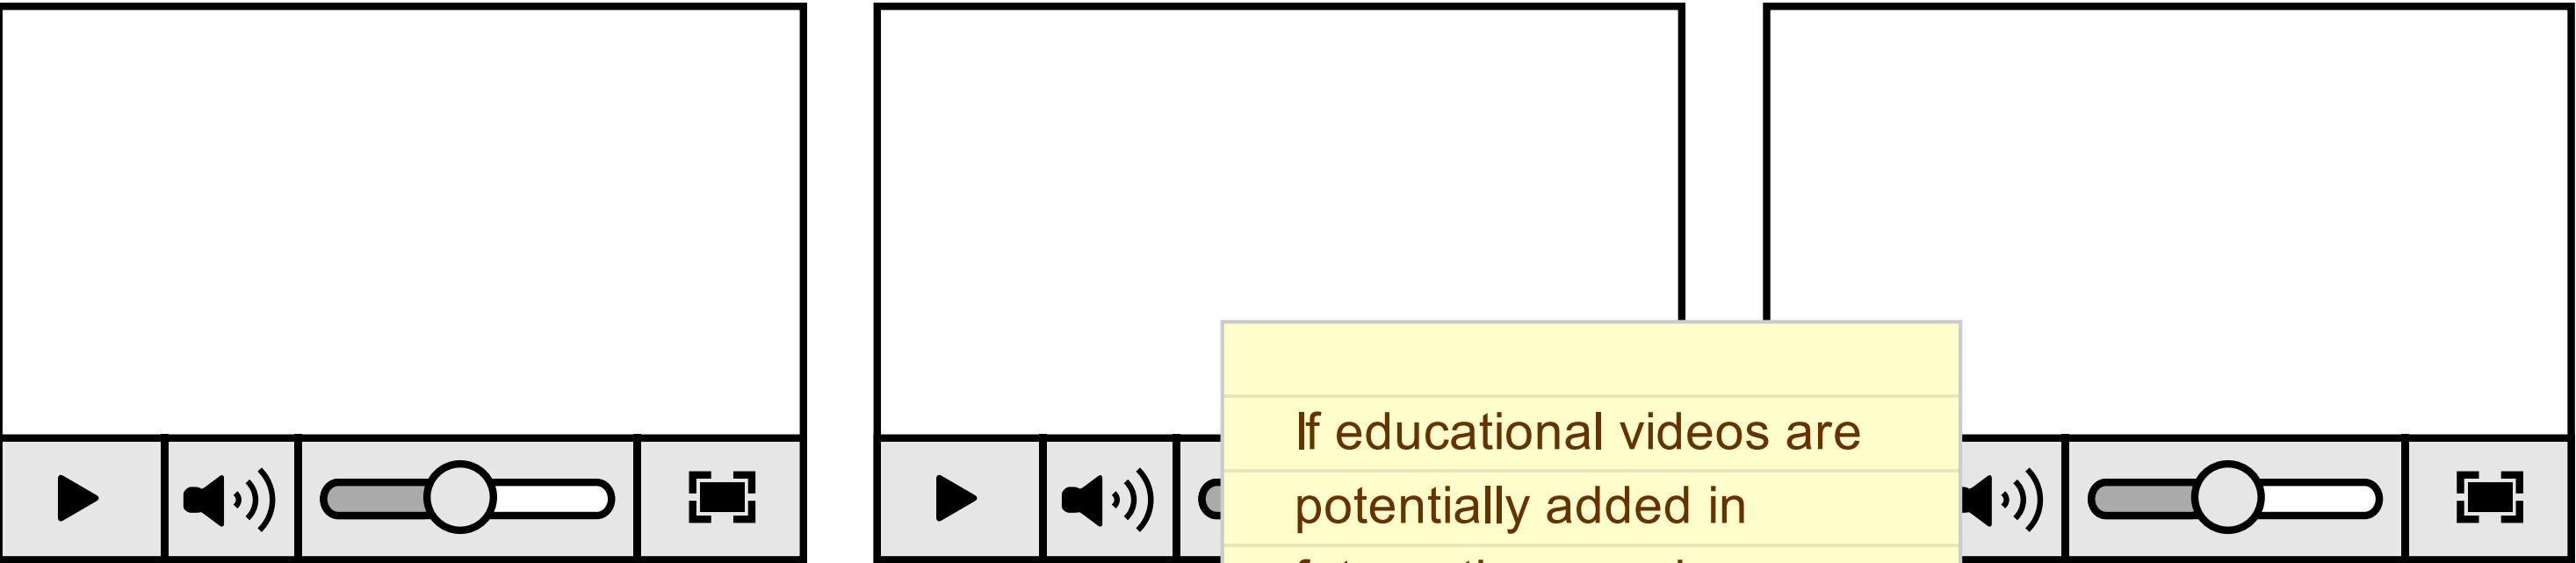 If educational videos are
potentially added in